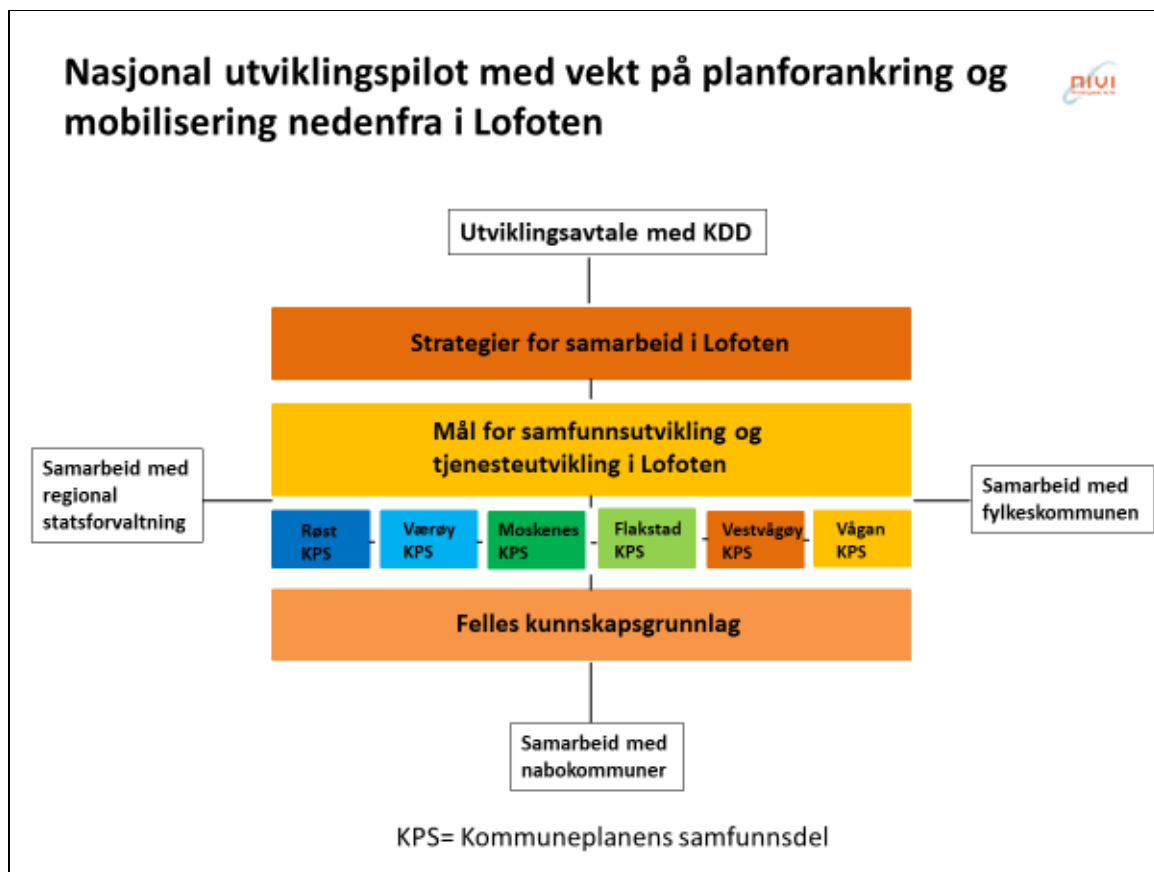 Nasjonal utviklingspilot med vekt på planforankring og
mobilisering nedenfra i Lofoten
nivi
Utviklingsavtale med KDD
Strategier for samarbeid i Lofoten
Mål for samfunnsutvikling og
tjenesteutvikling i Lofoten
Samarbeid med
regional
statsforvaltning
Samarbeid med
fylkeskommunen
Røst
KPS
Værøy
KPS
Moskenes
KPS
Flakstad
KPS
Vestvågøy
KPS
Vågan
KPS
Felles kunnskapsgrunnlag
Samarbeid med
nabokommuner
KPS= Kommuneplanens samfunnsdel